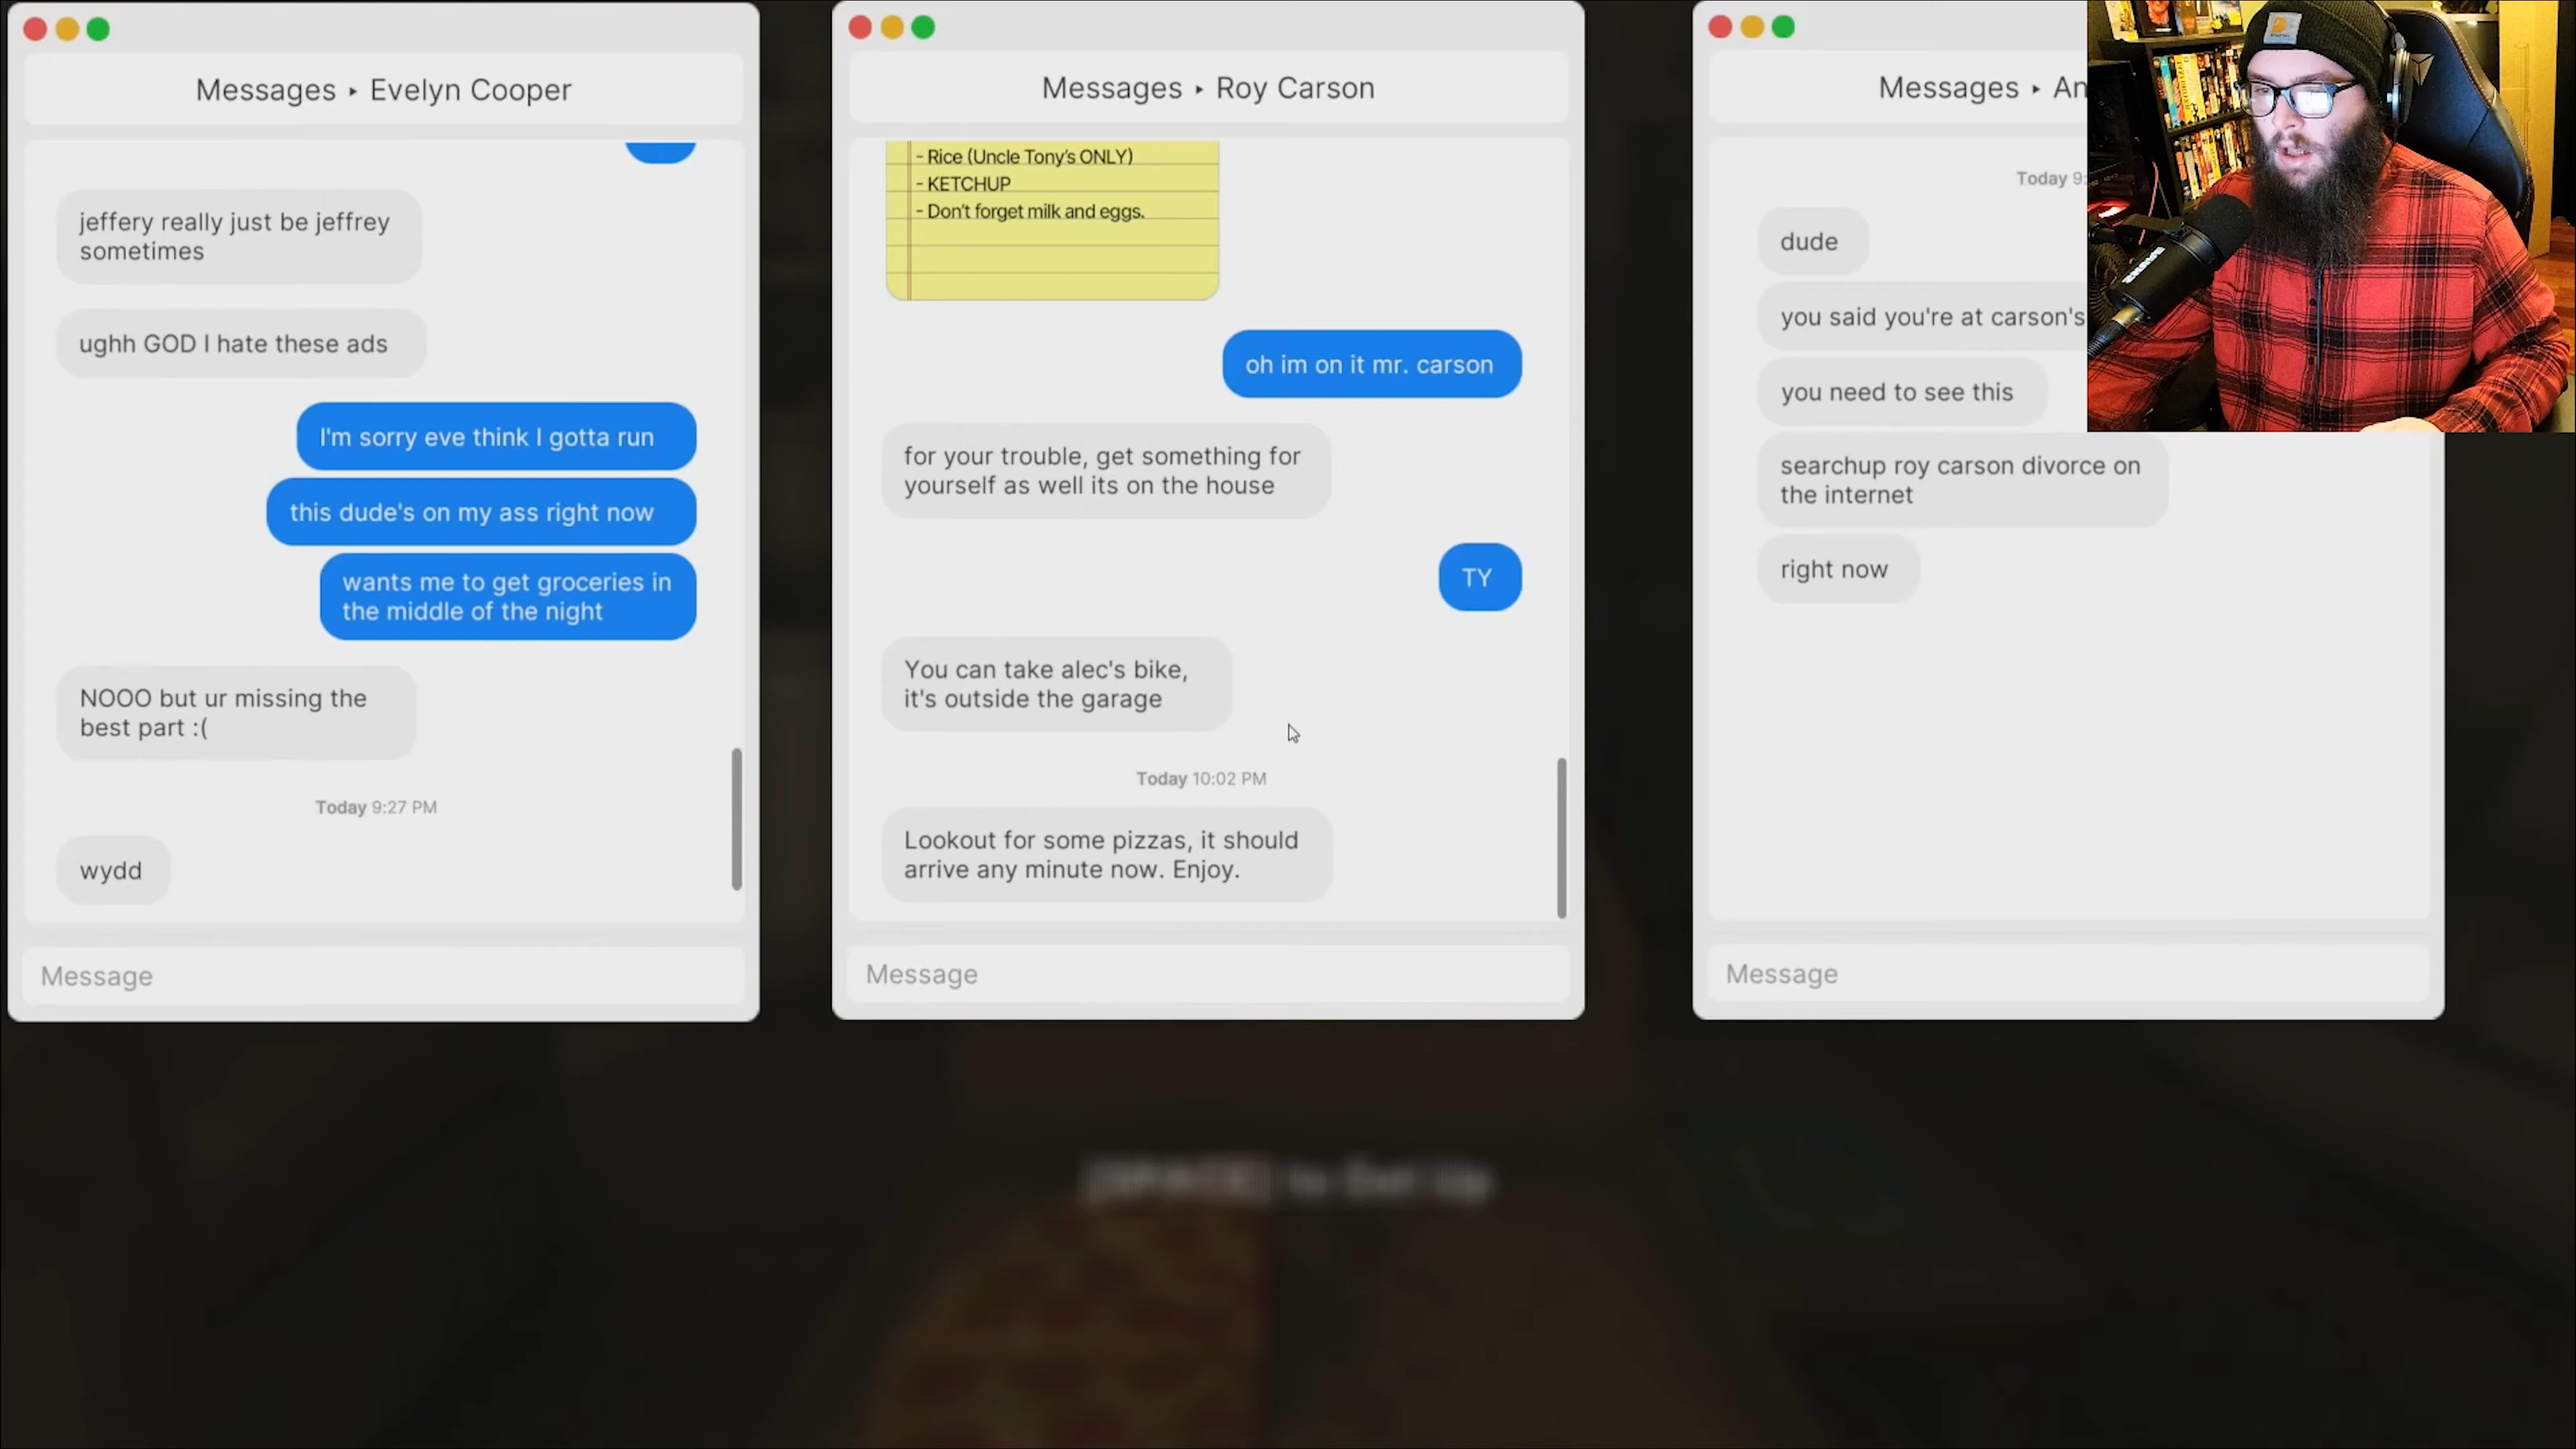 Messages ▸ Evelyn Cooper
jeffery really just be jeffrey
sometimes
ughh GOD I hate these ads
I'm sorry eve think I gotta run
this dude's on my ass right now
wants me to get groceries in
the middle of the night
NOOO but ur missing the
best part :(
Today 9:27 PM
wydd
Message
Messages ▸ Roy Carson
- Rice (Uncle Tony's ONLY)
- KETCHUP
- Don't forget milk and eggs.
oh im on it mr. carson
for your trouble, get something for
yourself as well its on the house
TY
You can take alec's bike,
it's outside the garage
Today 10:02 PM
Lookout for some pizzas, it should
arrive any minute now. Enjoy.
Message
Messages ▸ An
Today 9:
dude
you said you're at carson's
you need to see this
searchup roy carson divorce on
the internet
right now
Message
[SPACE] to Get Up